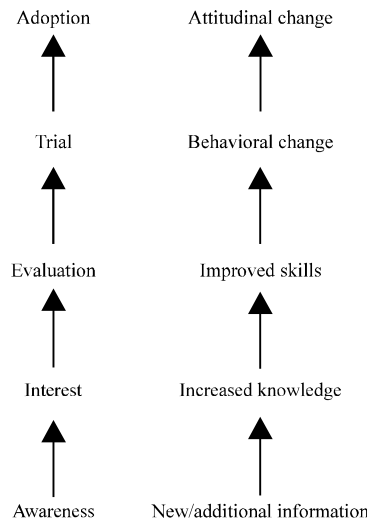 Adoption Attitudinal change
Trial Behavioral change
Evaluation Improved skills
Interest Increased knowledge
Awareness New/additional information